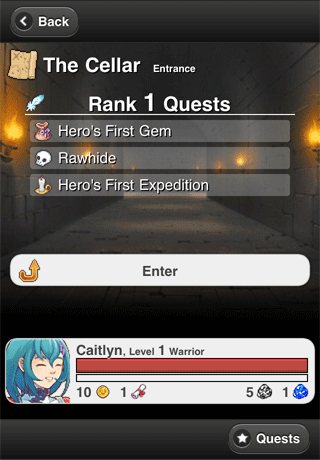 Back
The Cellar Entrance
Rank 1 Quests
Hero's First Gem
Rawhide
Hero's First Expedition
Enter
Caitlyn, Level 1 Warrior
10 1 5 1
Quests